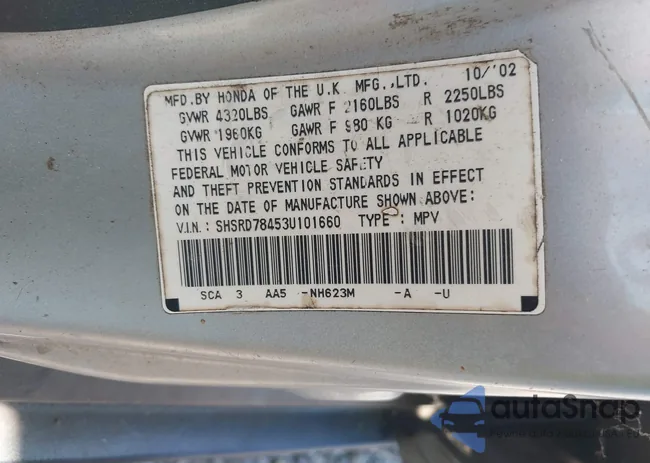 MFD.BY HONDA OF THE U.K. MFG.,LTD. 10/'02
GVWR 4320LBS GAWR F 2160LBS R 2250LBS
GVWR 1960KG GAWR F 980 KG R 1020KG
THIS VEHICLE CONFORMS TO ALL APPLICABLE
FEDERAL MOTOR VEHICLE SAFETY
AND THEFT PREVENTION STANDARDS IN EFFECT
ON THE DATE OF MANUFACTURE SHOWN ABOVE:
V.I.N.: SHSRD78453U101660 TYPE : MPV
SCA 3 AA5 -NH623M -A -U
autoSnap